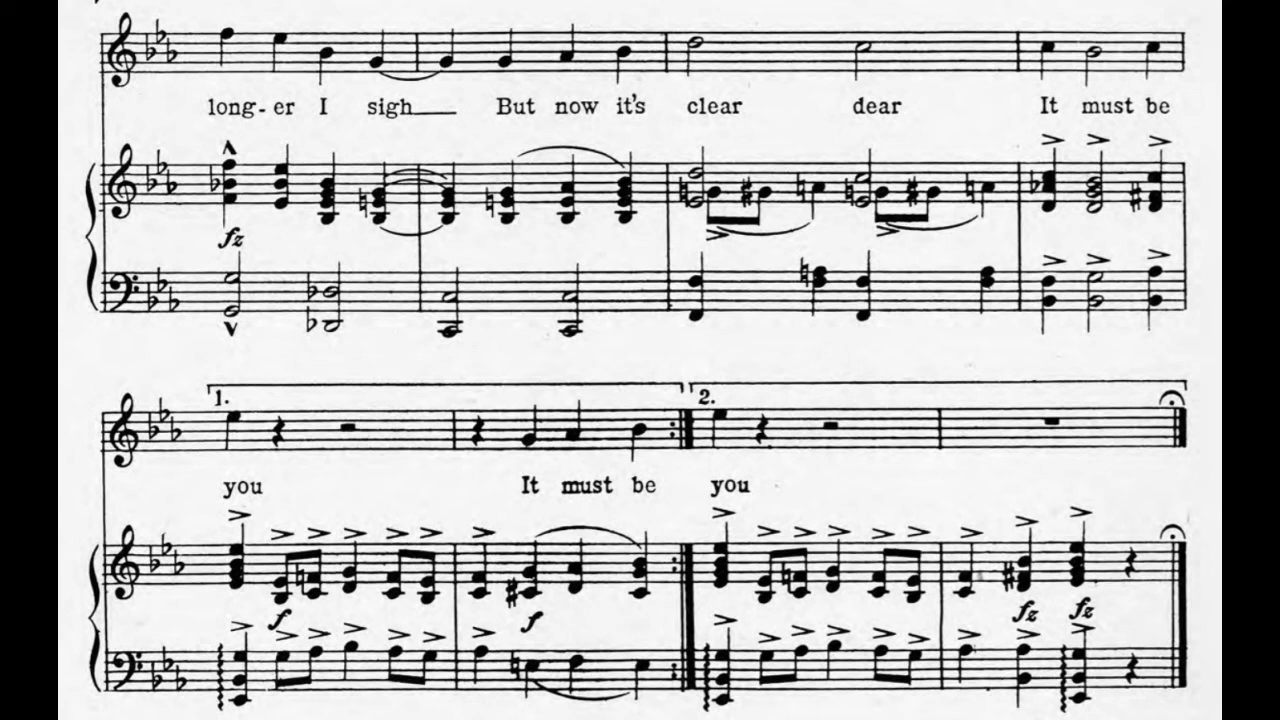 long-er I sigh But now it's clear dear It must be
fz
1. 2.
you It must be you
f f fz fz